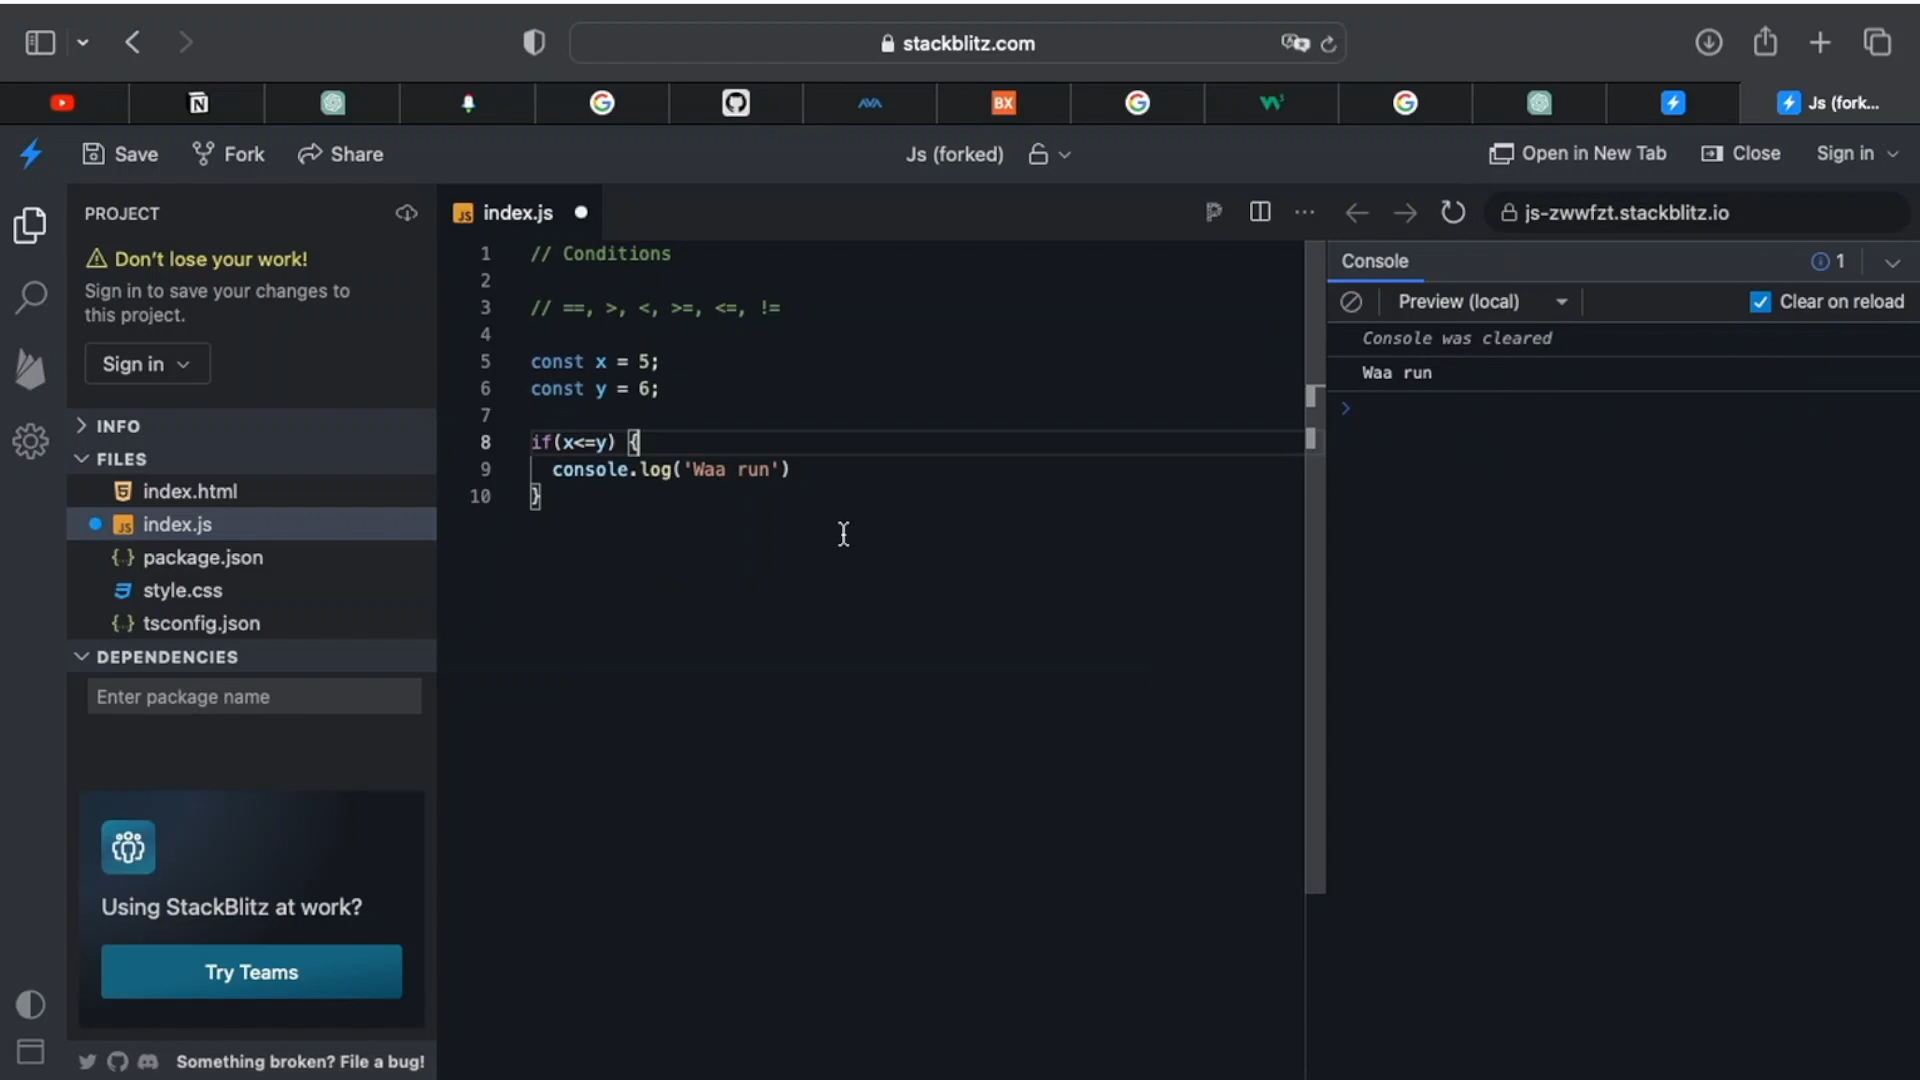 stackblitz.com
BX
Js (fork...
Save
Fork
Share
Js (forked)
Open in New Tab
Close
Sign in
PROJECT
Don't lose your work!
Sign in to save your changes to
this project.
Sign in
INFO
FILES
index.html
index.js
package.json
style.css
tsconfig.json
DEPENDENCIES
Enter package name
Using StackBlitz at work?
Try Teams
Something broken? File a bug!
JS index.js
1 // Conditions
2
3 // ==, >, <, >=, <=, !=
4
5 const x = 5;
6 const y = 6;
7
8 if(x<=y) {
9 console.log('Waa run')
10 }
js-zwwfzt.stackblitz.io
Console
1
Preview (local)
Clear on reload
Console was cleared
Waa run